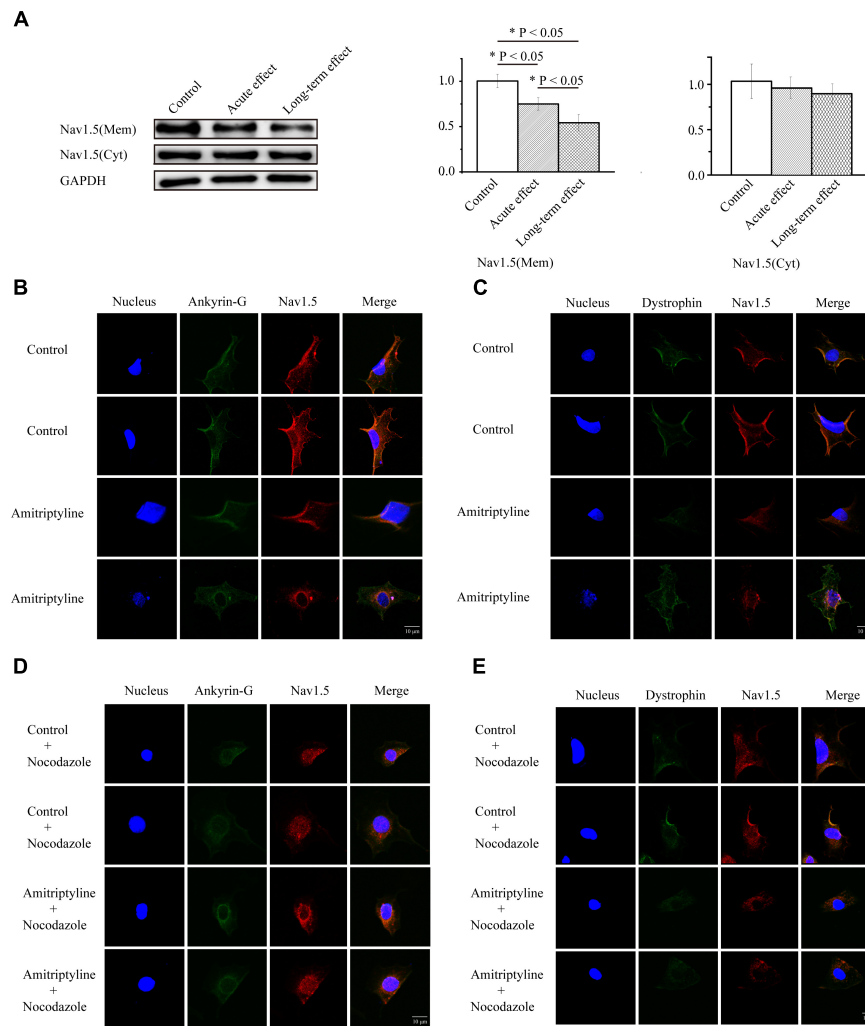 A
Control
Acute effect
Long-term effect
Nav1.5(Mem)
Nav1.5(Cyt)
GAPDH
* P < 0.05
* P < 0.05
* P < 0.05
1.0
0.5
1.0
Control
Acute effect
Long-term effect
Nav1.5(Mem)
1.0
0.5
1.0
Control
Acute effect
Long-term effect
Nav1.5(Cyt)
B
Nucleus Ankyrin-G Nav1.5 Merge
Control
Control
Amitriptyline
Amitriptyline
10 μm
C
Nucleus Dystrophin Nav1.5 Merge
Control
Control
Amitriptyline
Amitriptyline
10
D
Nucleus Ankyrin-G Nav1.5 Merge
Control
+
Nocodazole
Control
+
Nocodazole
Amitriptyline
+
Nocodazole
Amitriptyline
+
Nocodazole
10 μm
E
Nucleus Dystrophin Nav1.5 Merge
Control
+
Nocodazole
Control
+
Nocodazole
Amitriptyline
+
Nocodazole
Amitriptyline
+
Nocodazole